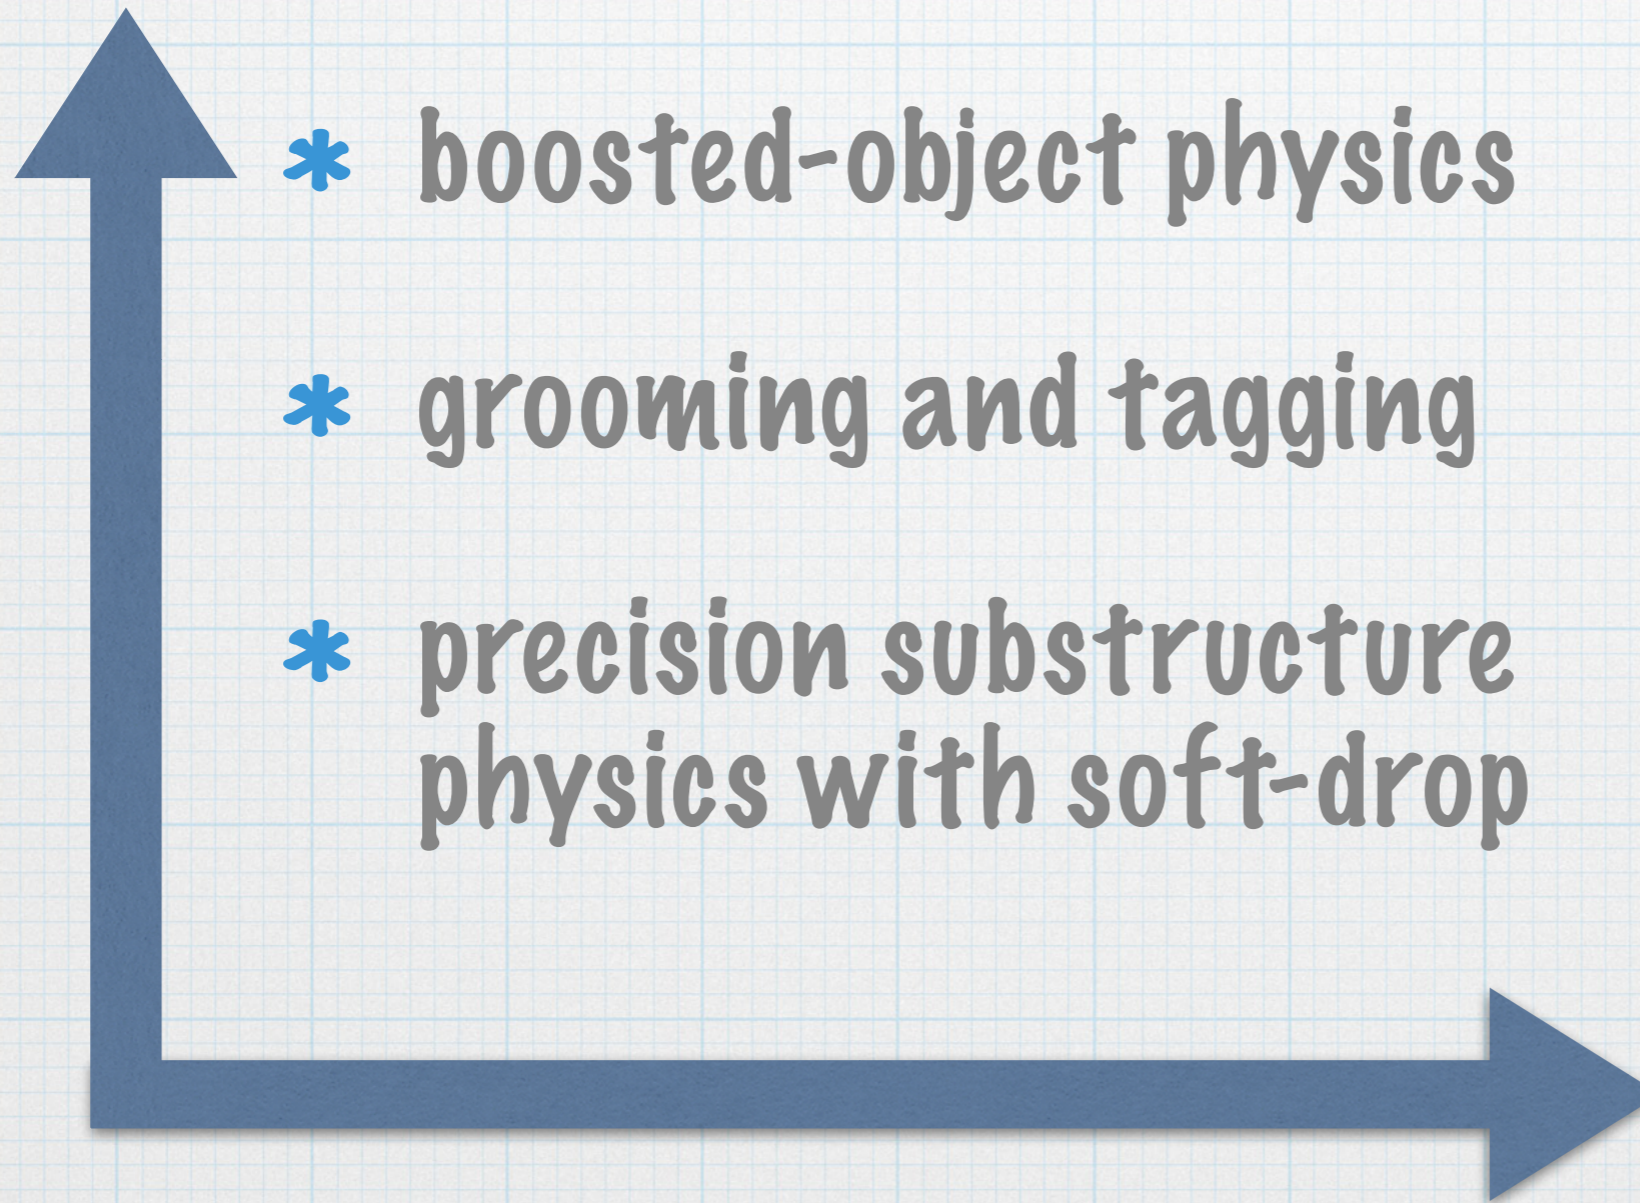 * boosted-object physics
* grooming and tagging
* precision substructure
physics with soft-drop